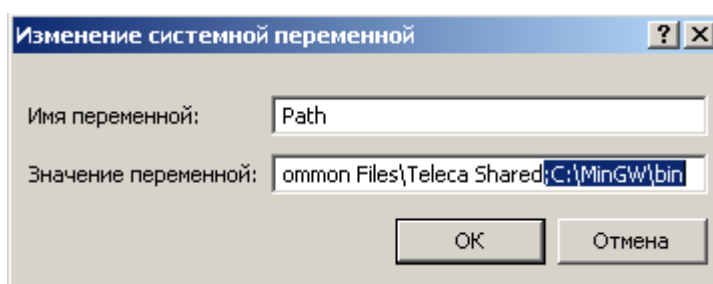 Изменение системной переменной
Имя переменной: Path
Значение переменной: ommon Files\Teleca Shared;C:\MinGW\bin
OK Отмена